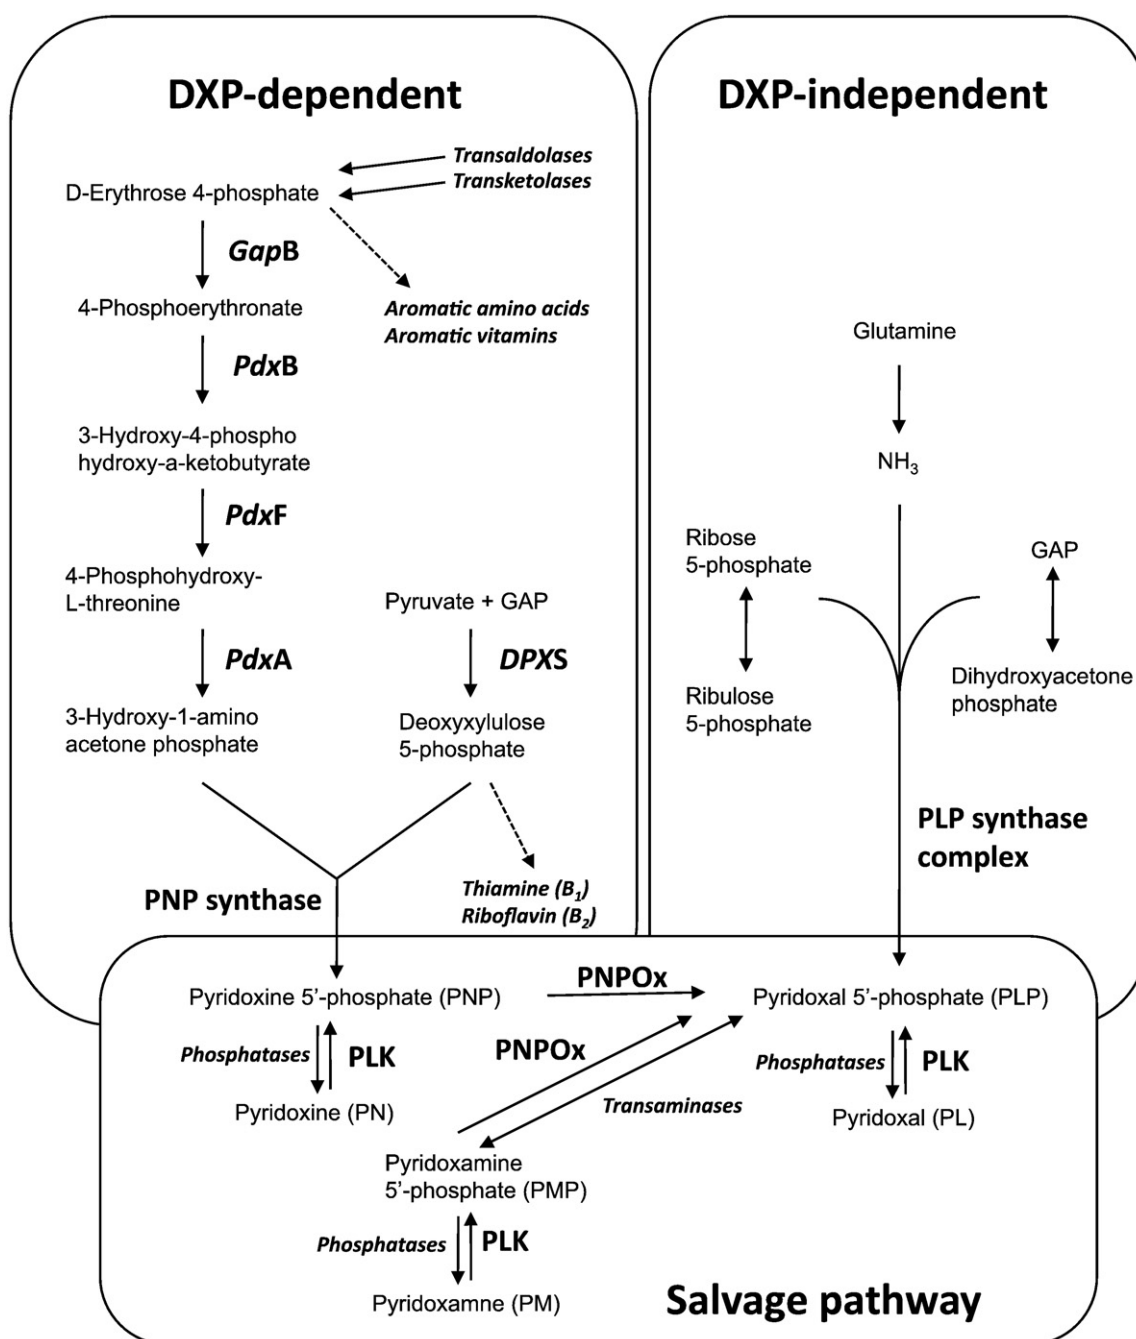 DXP-dependent
Transaldolases
Transketolases
D-Erythrose 4-phosphate
GapB
4-Phosphoerythronate
Aromatic amino acids
Aromatic vitamins
PdxB
3-Hydroxy-4-phospho
hydroxy-a-ketobutyrate
PdxF
4-Phosphohydroxy-
L-threonine
Pyruvate + GAP
PdxA
DPXS
3-Hydroxy-1-amino
acetone phosphate
Deoxyxylulose
5-phosphate
PNP synthase
Thiamine (B1)
Riboflavin (B2)
DXP-independent
Glutamine
NH3
Ribose
5-phosphate
GAP
Ribulose
5-phosphate
Dihydroxyacetone
phosphate
PLP synthase
complex
Pyridoxine 5’-phosphate (PNP)
PNPOx
Pyridoxal 5’-phosphate (PLP)
Phosphatases
PLK
PNPOx
Phosphatases
PLK
Pyridoxine (PN)
Transaminases
Pyridoxal (PL)
Pyridoxamine
5’-phosphate (PMP)
Phosphatases
PLK
Pyridoxamne (PM)
Salvage pathway